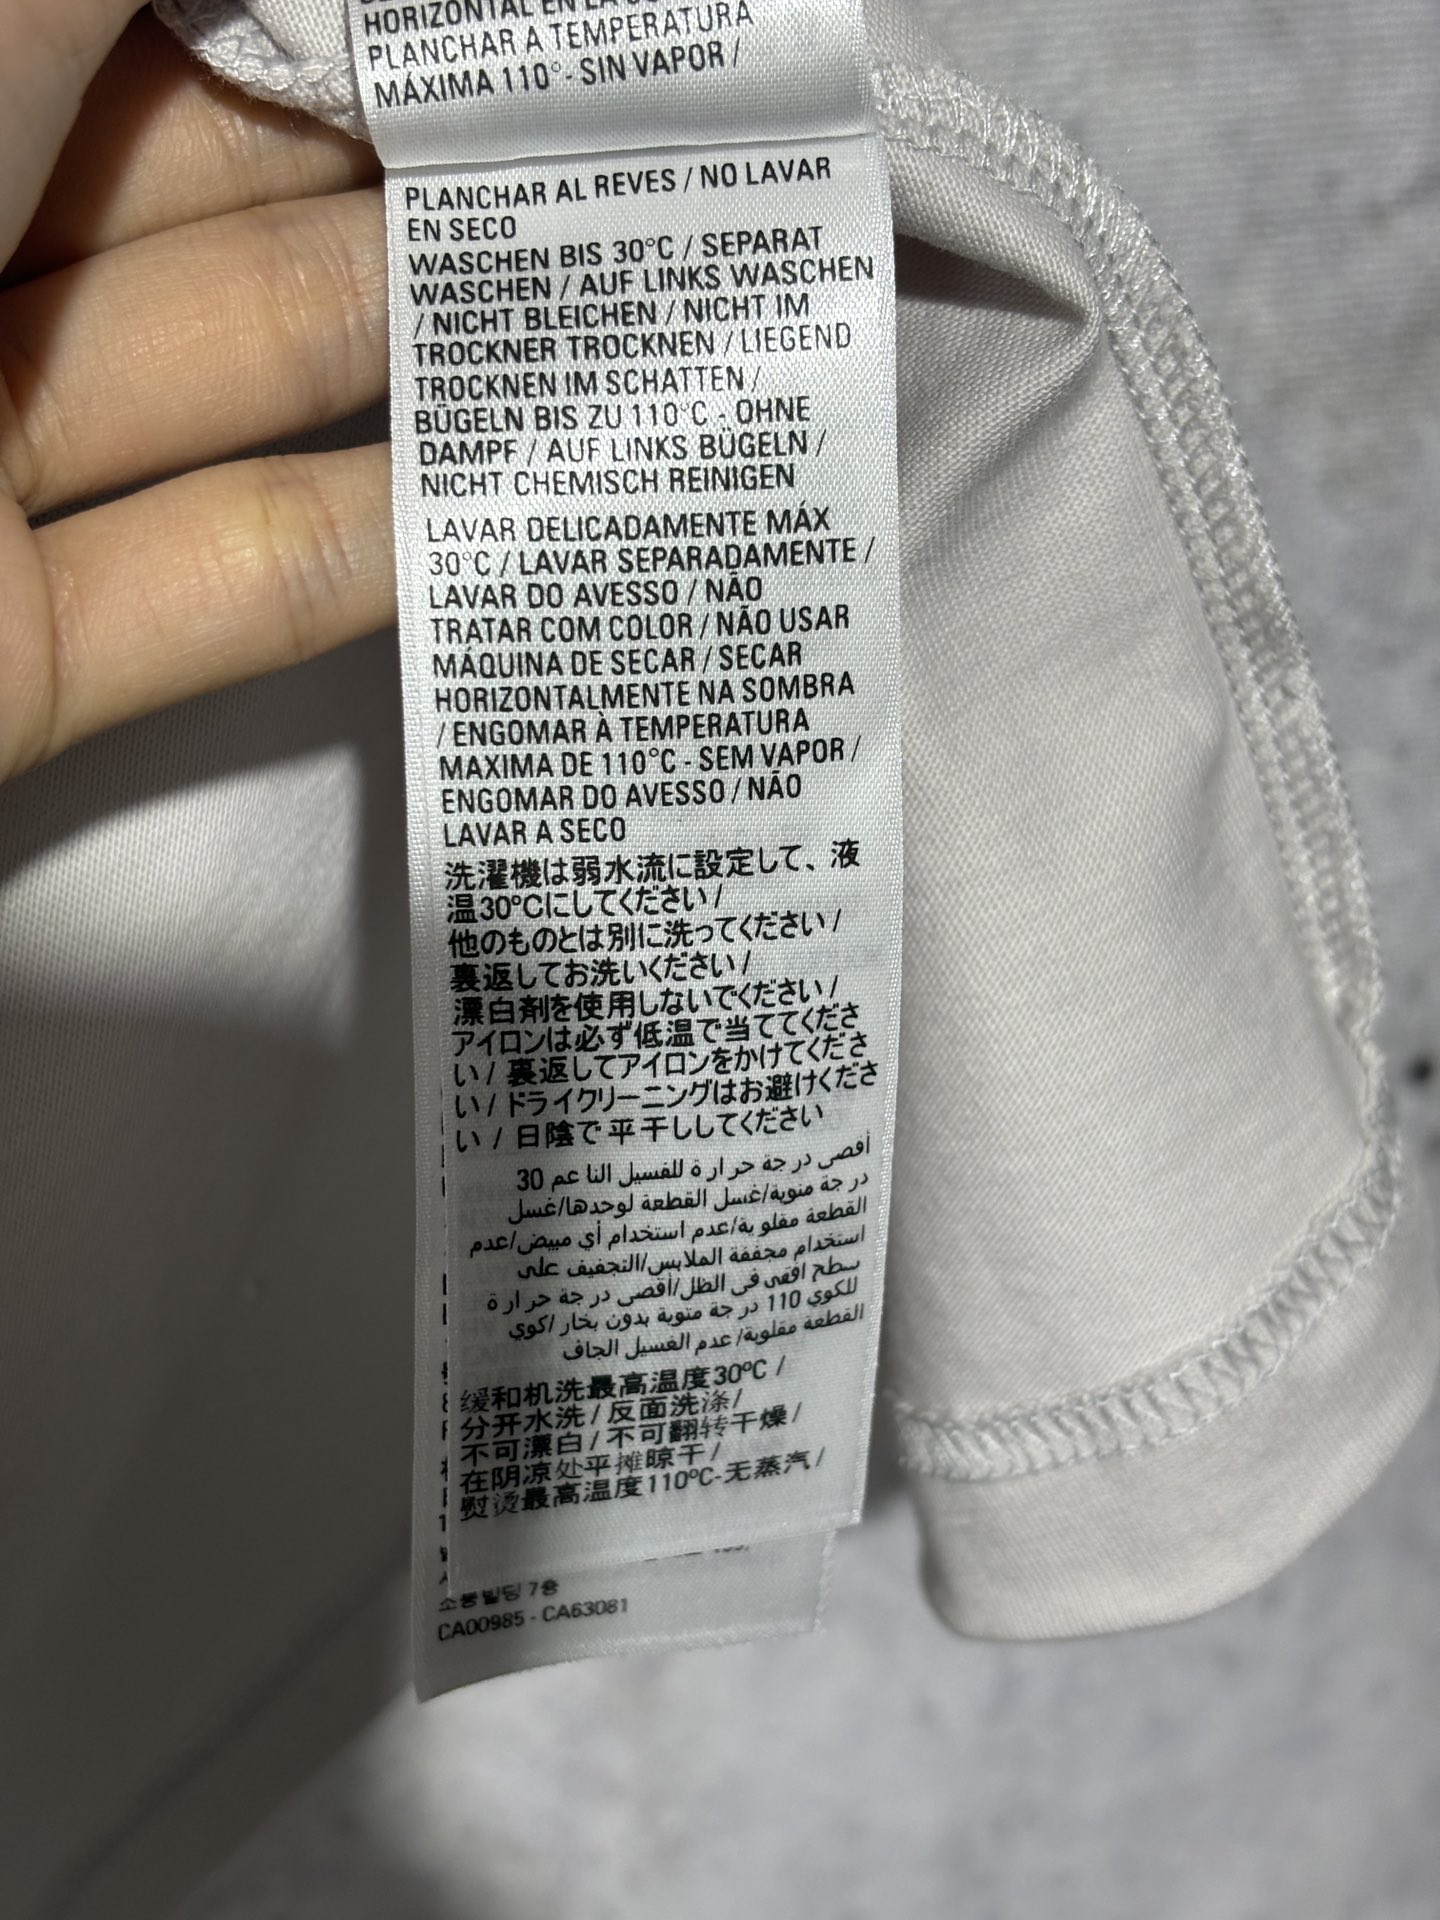 HORIZONTAL EN LA
PLANCHAR A TEMPERATURA
MÁXIMA 110° - SIN VAPOR /
PLANCHAR AL REVES / NO LAVAR
EN SECO
WASCHEN BIS 30°C / SEPARAT
WASCHEN / AUF LINKS WASCHEN
/ NICHT BLEICHEN / NICHT IM
TROCKNER TROCKNEN / LIEGEND
TROCKNEN IM SCHATTEN /
BÜGELN BIS ZU 110°C - OHNE
DAMPF / AUF LINKS BÜGELN /
NICHT CHEMISCH REINIGEN
LAVAR DELICADAMENTE MÁX
30°C / LAVAR SEPARADAMENTE /
LAVAR DO AVESSO / NÃO
TRATAR COM COLOR / NÃO USAR
MÁQUINA DE SECAR / SECAR
HORIZONTALMENTE NA SOMBRA
/ ENGOMAR À TEMPERATURA
MAXIMA DE 110°C - SEM VAPOR /
ENGOMAR DO AVESSO / NÃO
LAVAR A SECO
洗濯機は弱水流に設定して、液
温30°Cにしてください /
他のものとは別に洗ってください /
裏返してお洗いください /
漂白剤を使用しないでください /
アイロンは必ず低温で当ててくださ
い / 裏返してアイロンをかけてくださ
い / ドライクリーニングはお避けくださ
い / 日陰で平干ししてください
أقصى درجة حرارة للغسيل الناعم 30
درجة مئوية/غسل القطعة لوحدها/غسل
القطعة مقلوبة/عدم استخدام أي مبيض/عدم
استخدام مجففة الملابس/التجفيف على
سطح افقى فى الظل/أقصى درجة حرارة
للكوي 110 درجة مئوية بدون بخار /كوي
القطعة مقلوبة/ عدم الغسيل الجاف
缓和机洗最高温度30ºC /
分开水洗 / 反面洗涤/
不可漂白 / 不可翻转干燥 /
在阴凉处平摊晾干 /
熨烫最高温度110ºC-无蒸汽 /
빌딩 7층
CA00985 - CA63081